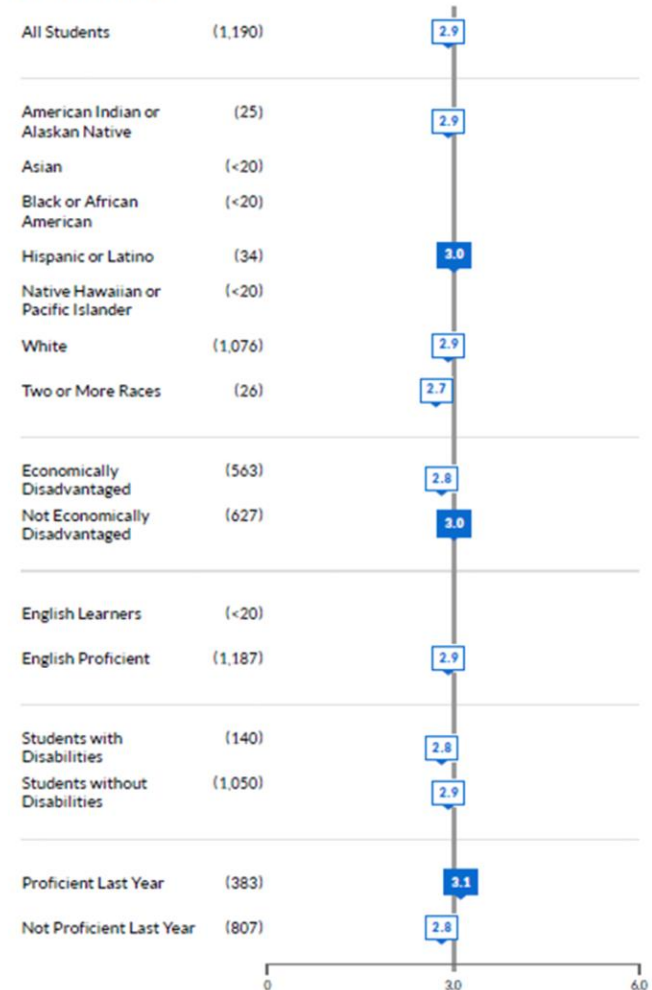 All Students (1,190) 2.9
American Indian or (25)
Alaskan Native 2.9
Asian (<20)
Black or African (<20)
American
Hispanic or Latino (34) 3.0
Native Hawaiian or (<20)
Pacific Islander
White (1,076) 2.9
Two or More Races (26) 2.7
Economically (563)
Disadvantaged 2.8
Not Economically (627)
Disadvantaged 3.0
English Learners (<20)
English Proficient (1,187) 2.9
Students with (140)
Disabilities 2.8
Students without (1,050)
Disabilities 2.9
Proficient Last Year (383) 3.1
Not Proficient Last Year (807) 2.8
0 3.0 6.0